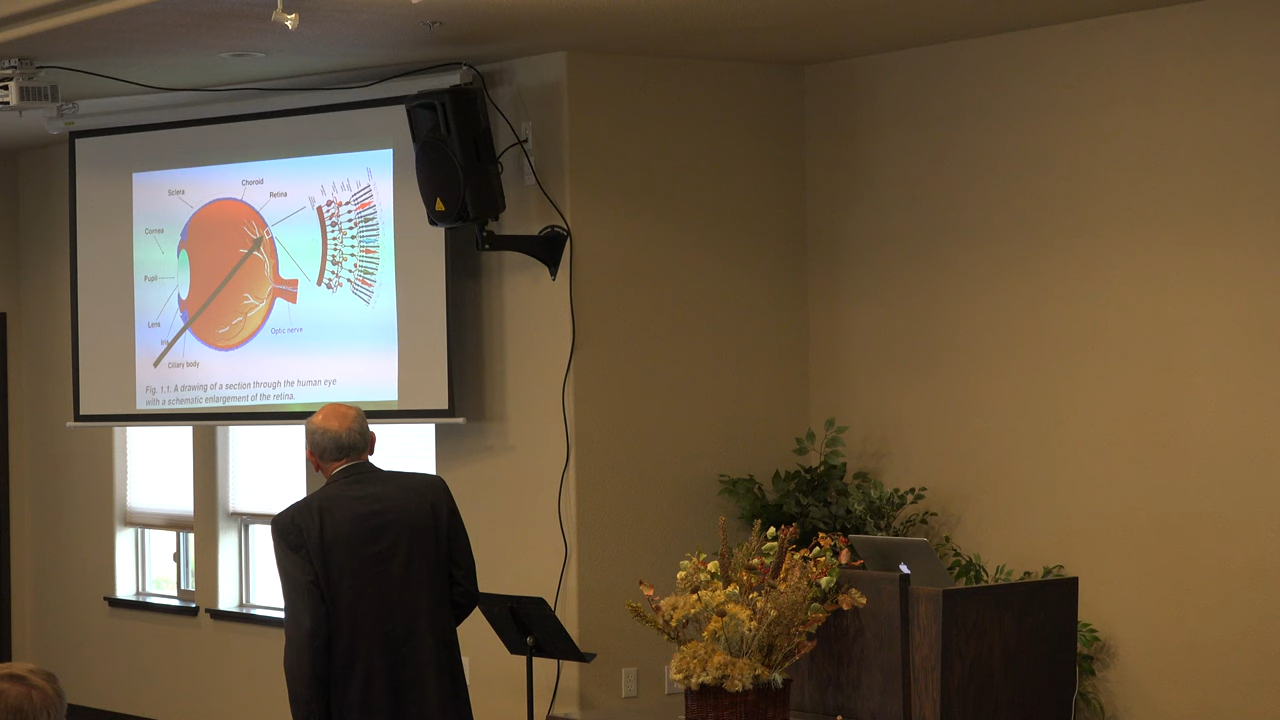 Choroid
Sclera
Retina
Cornea
Pupil
Lens
Iris
Optic nerve
Ciliary body
Fig. 1.1. A drawing of a section through the human eye
with a schematic enlargement of the retina.